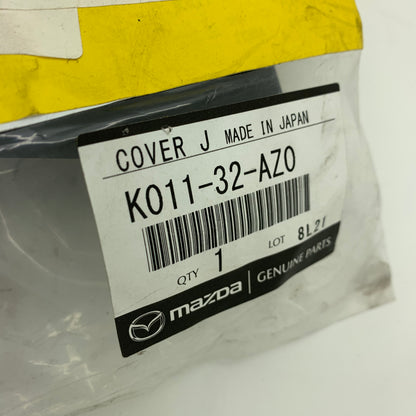 COVER J MADE IN JAPAN
K011-32-AZ0
QTY 1 LOT 8L21
mazda GENUINE PARTS